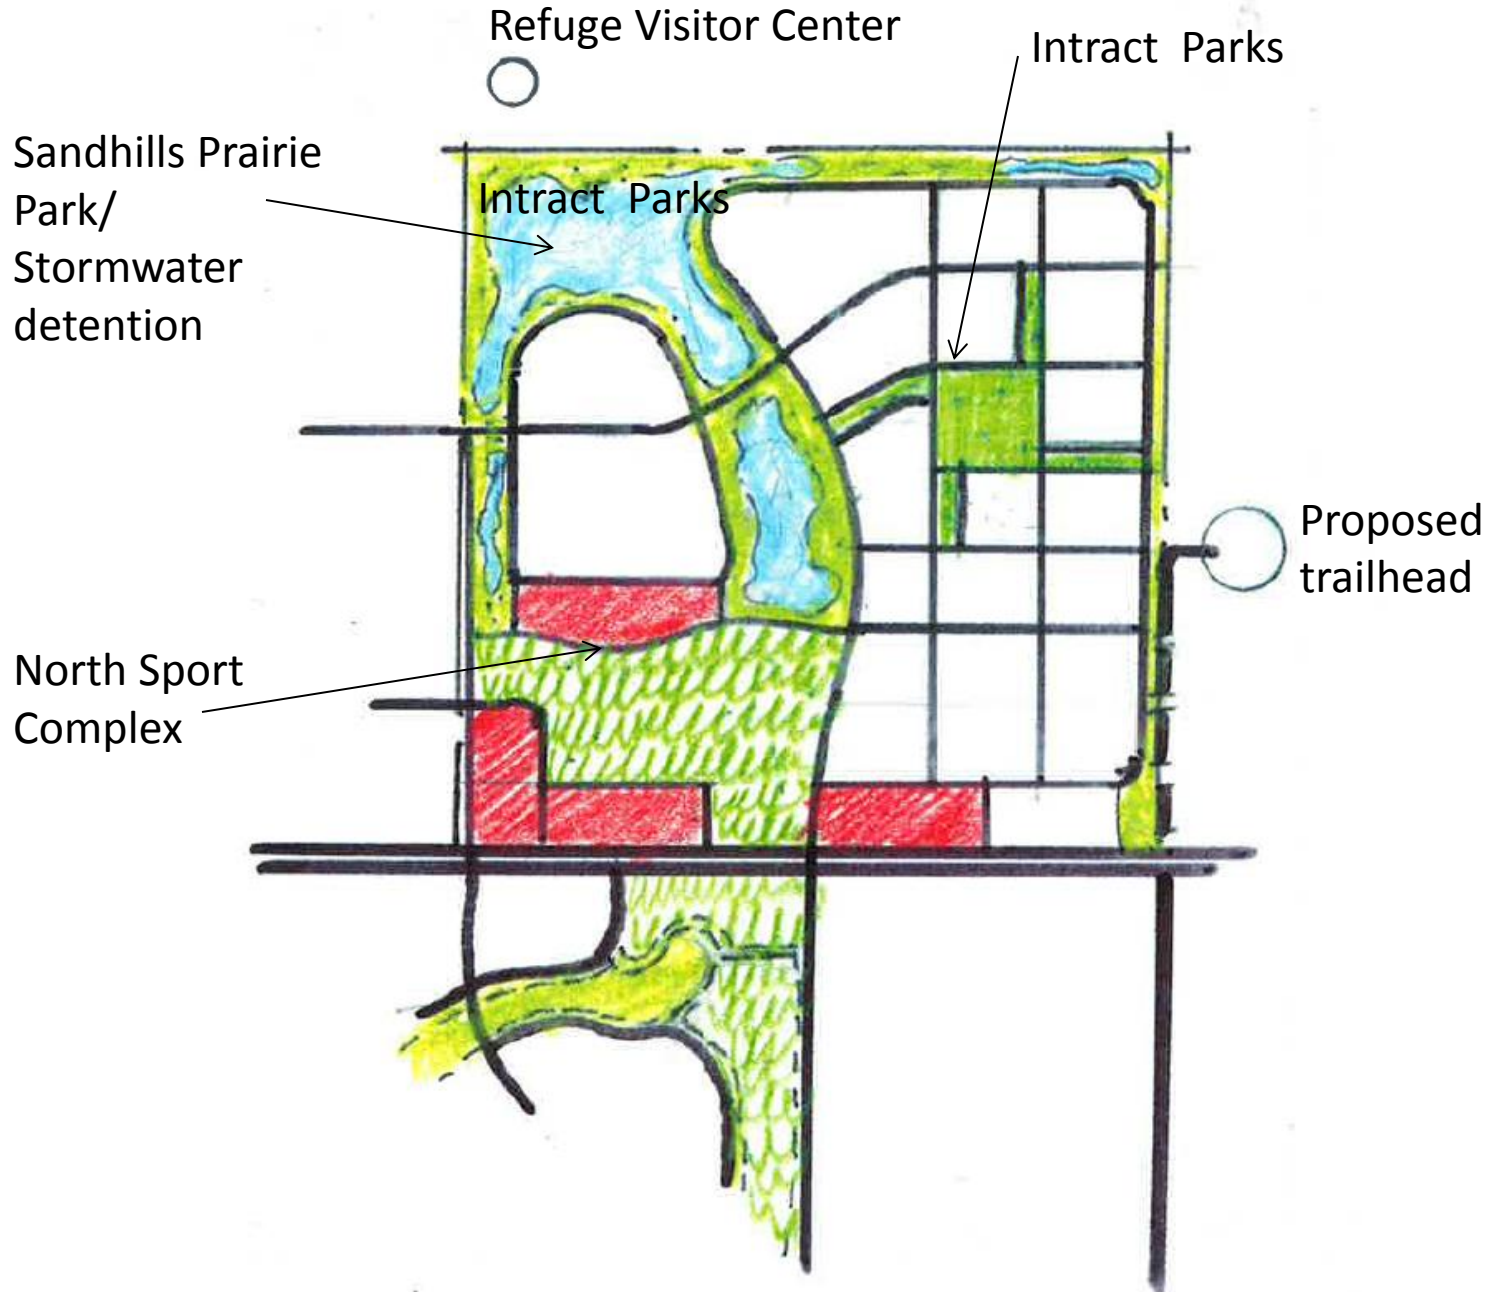 Refuge Visitor Center
Intract Parks
Sandhills Prairie
Park/
Stormwater
detention
Intract Parks
Proposed
trailhead
North Sport
Complex